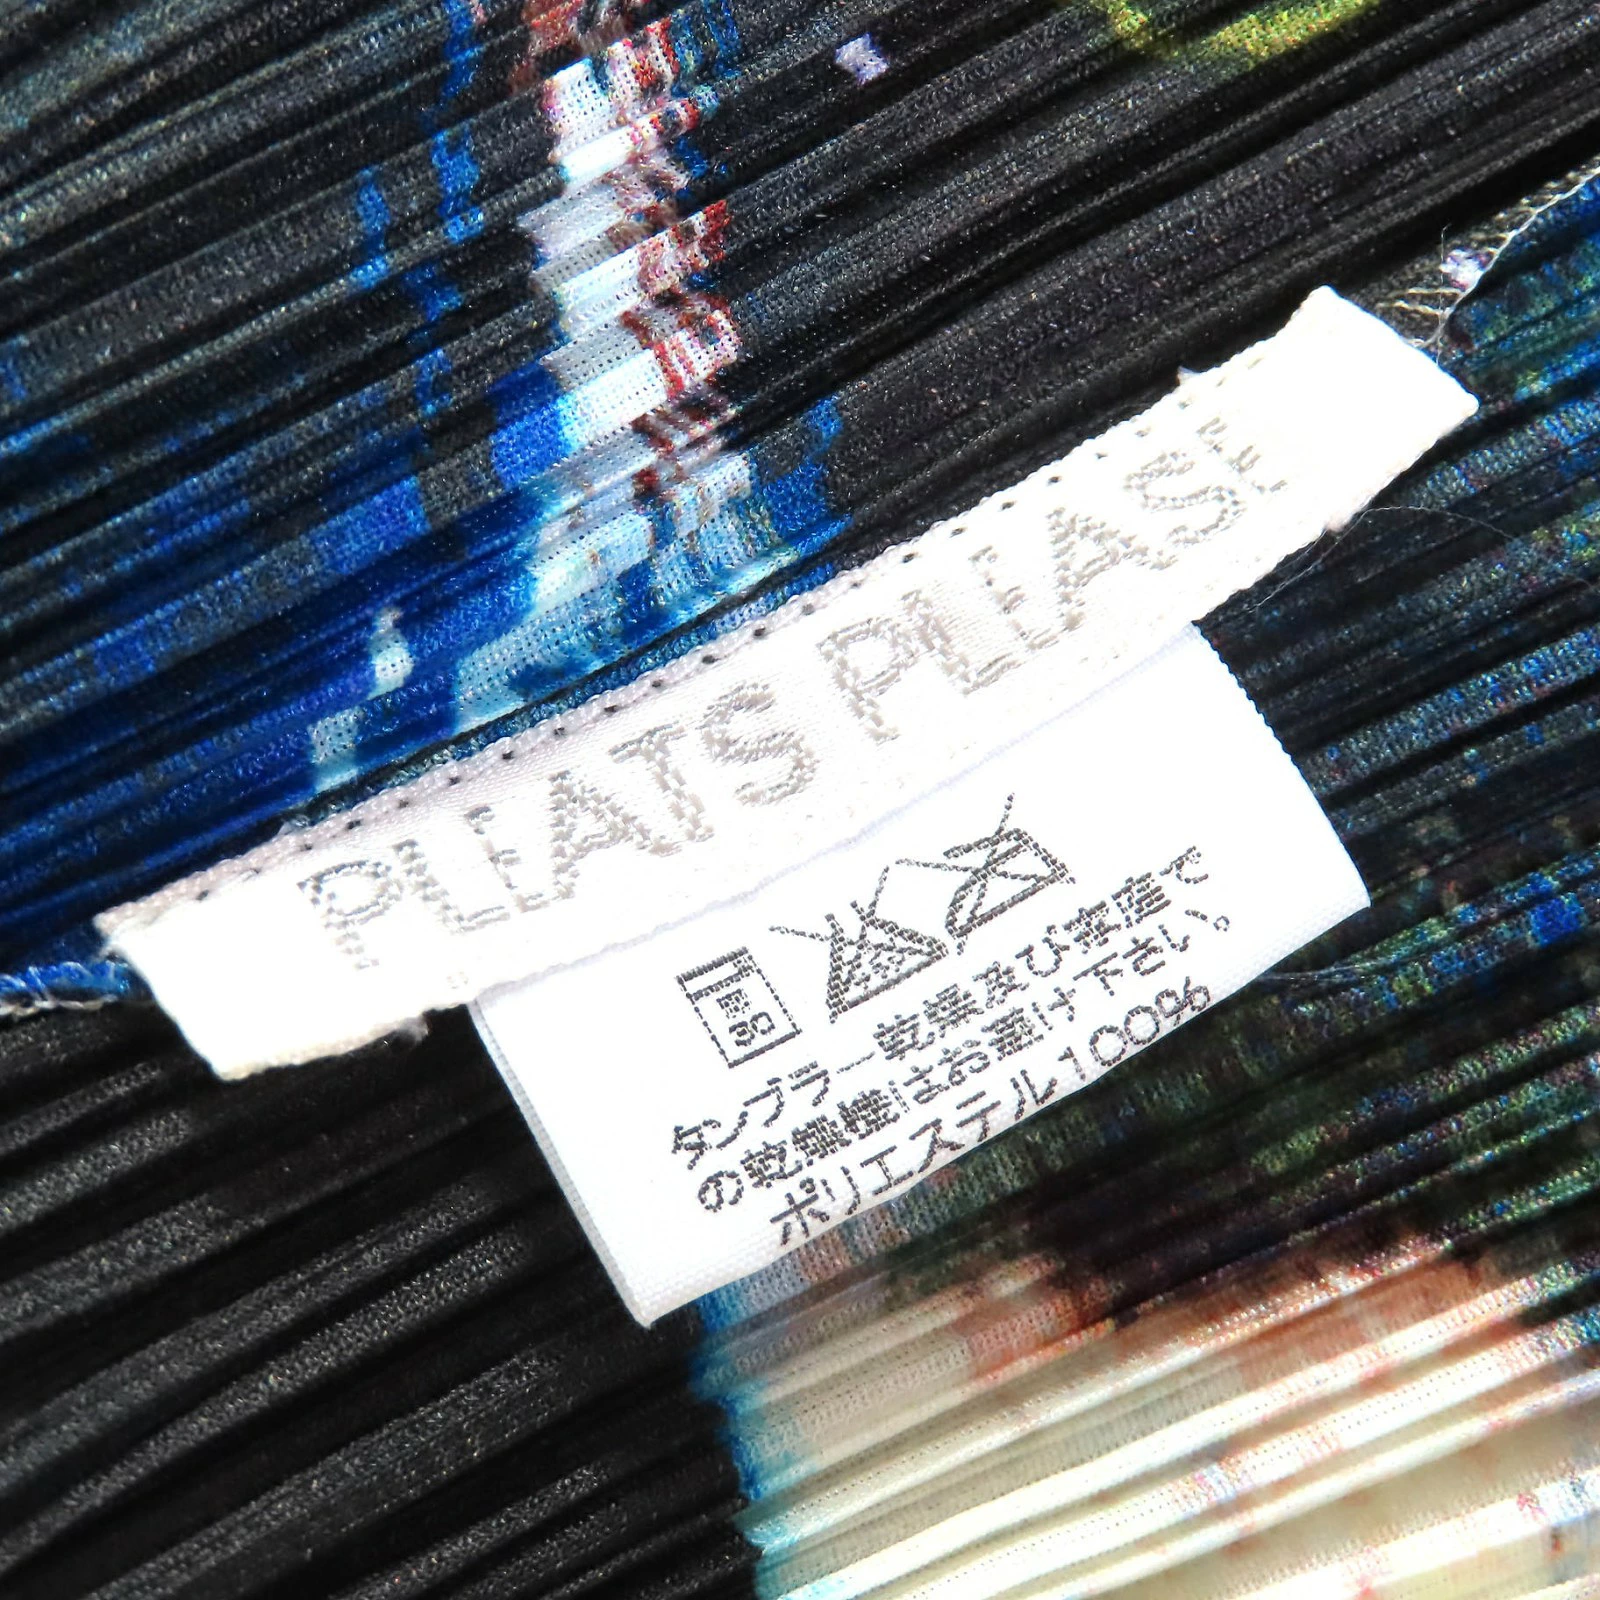 PLEATS PLEASE
弱 30
タンブラー乾燥及び家庭で
の乾燥機はお避け下さい。
ポリエステル100%